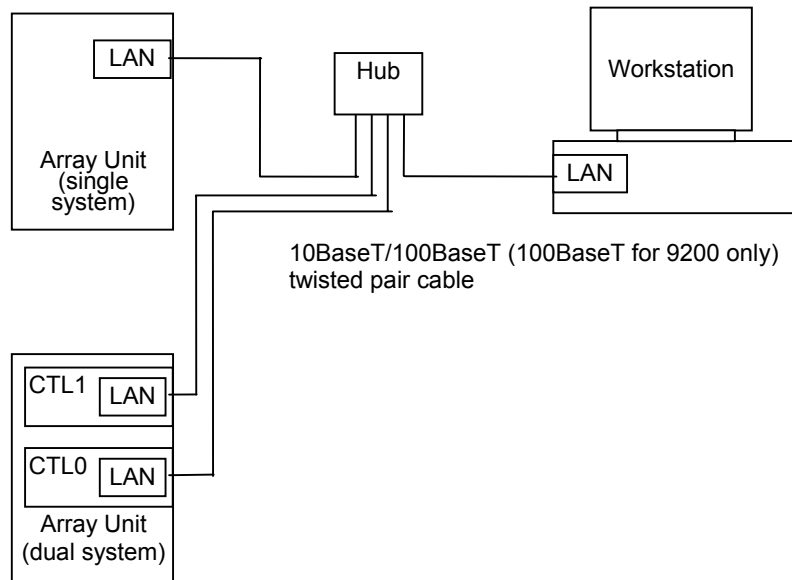 LAN
Array Unit
(single
system)
Hub
Workstation
LAN
10BaseT/100BaseT (100BaseT for 9200 only)
twisted pair cable
CTL1
LAN
CTL0
LAN
Array Unit
(dual system)